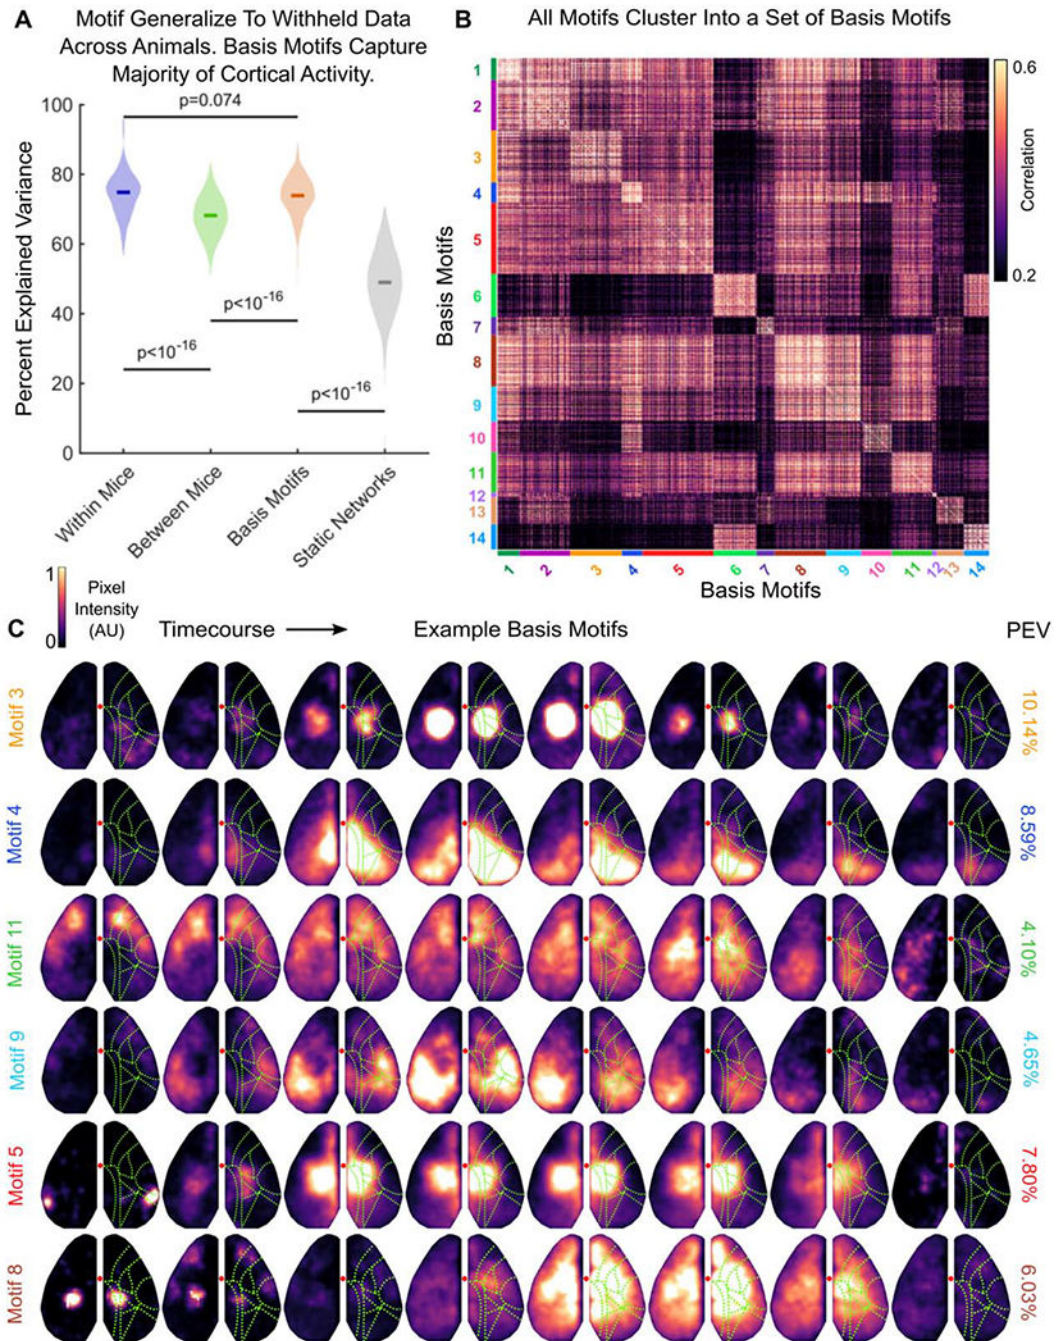 A
Motif Generalize To Withheld Data
Across Animals. Basis Motifs Capture
Majority of Cortical Activity.
Percent Explained Variance
100
80
60
40
20
0
p=0.074
p<10^-16
p<10^-16
p<10^-16
Within Mice
Between Mice
Basis Motifs
Static Networks
B
All Motifs Cluster Into a Set of Basis Motifs
Basis Motifs
1
2
3
4
5
6
7
8
9
10
11
12
13
14
1 2 3 4 5 6 7 8 9 10 11 12 13 14
Basis Motifs
0.6
Correlation
0.2
C
1
Pixel
Intensity
(AU)
0
Timecourse
Example Basis Motifs
PEV
Motif 3
10.14%
Motif 4
8.59%
Motif 11
4.10%
Motif 9
4.65%
Motif 5
7.80%
Motif 8
6.03%